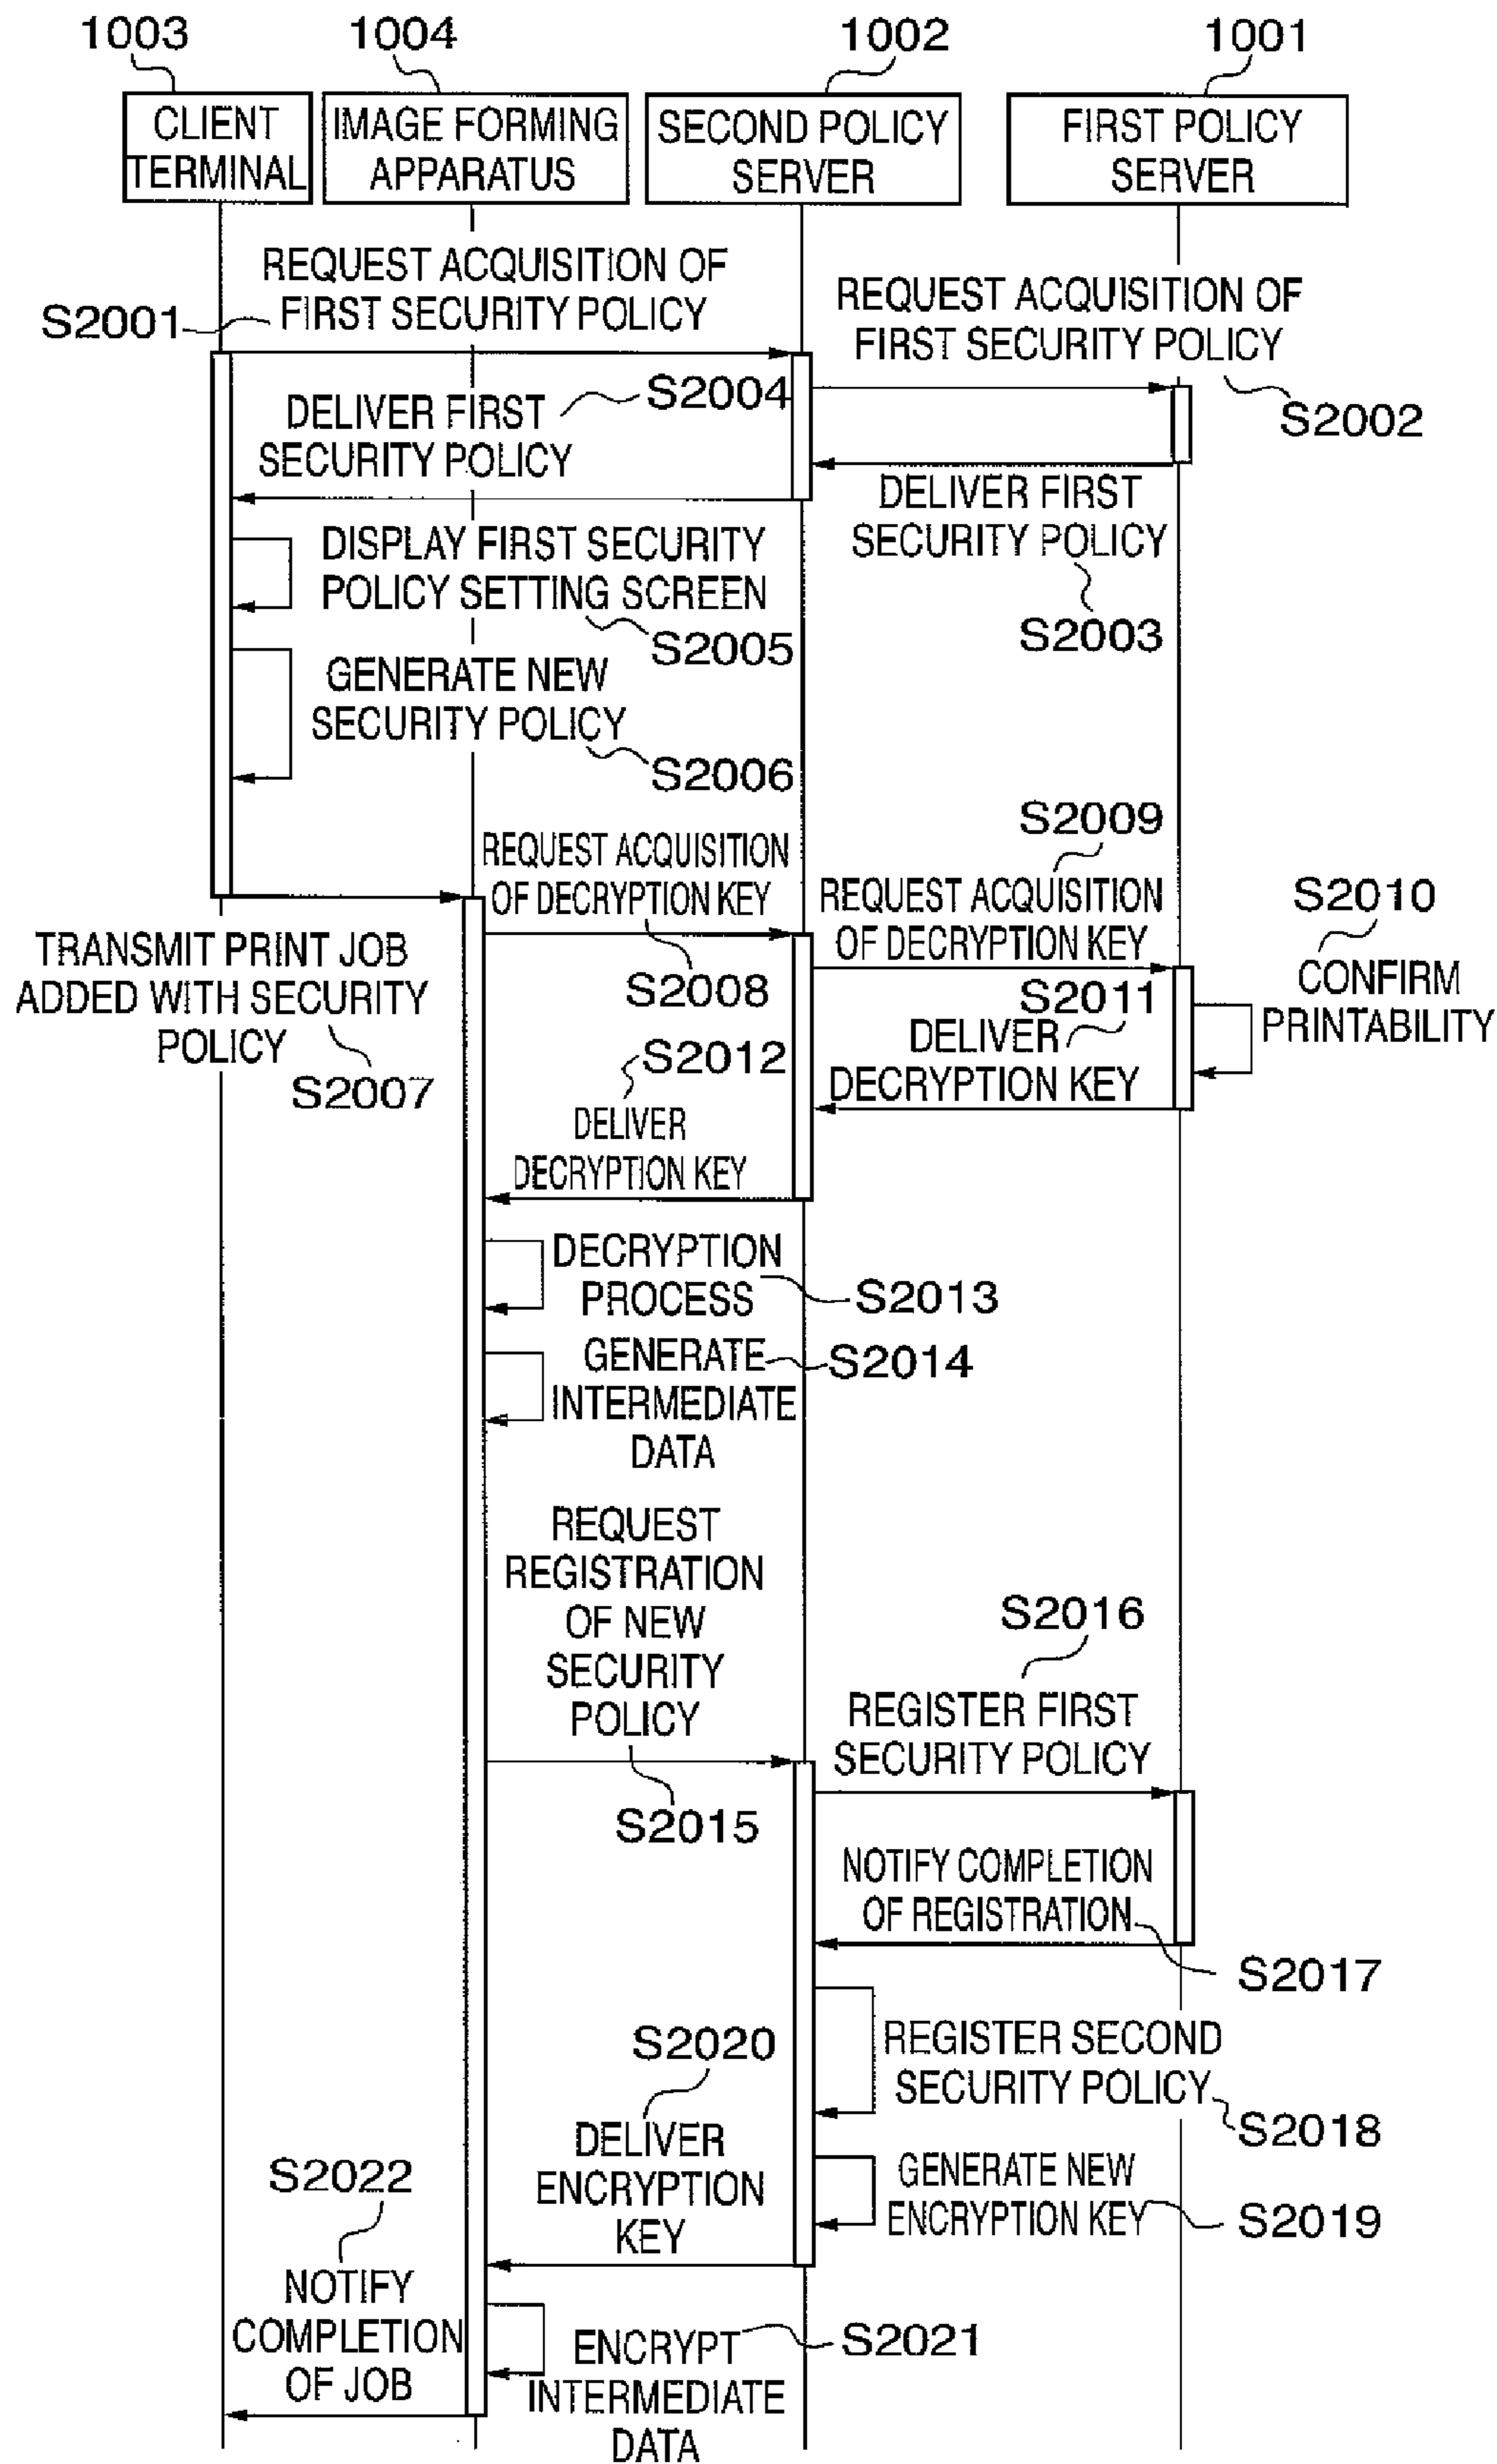 1003
1004
1002
1001
CLIENT
TERMINAL
IMAGE FORMING
APPARATUS
SECOND POLICY
SERVER
FIRST POLICY
SERVER
REQUEST ACQUISITION OF
FIRST SECURITY POLICY
S2001
REQUEST ACQUISITION OF
FIRST SECURITY POLICY
S2002
S2004
DELIVER FIRST
SECURITY POLICY
DELIVER FIRST
SECURITY POLICY
S2003
DISPLAY FIRST SECURITY
POLICY SETTING SCREEN
S2005
GENERATE NEW
SECURITY POLICY
S2006
TRANSMIT PRINT JOB
ADDED WITH SECURITY
POLICY
S2007
REQUEST ACQUISITION
OF DECRYPTION KEY
S2008
S2009
REQUEST ACQUISITION
OF DECRYPTION KEY
S2010
CONFIRM
PRINTABILITY
S2011
DELIVER
DECRYPTION KEY
S2012
DELIVER
DECRYPTION KEY
DECRYPTION
PROCESS
S2013
GENERATE
INTERMEDIATE
DATA
S2014
REQUEST
REGISTRATION
OF NEW
SECURITY
POLICY
S2015
S2016
REGISTER FIRST
SECURITY POLICY
NOTIFY COMPLETION
OF REGISTRATION
S2017
REGISTER SECOND
SECURITY POLICY
S2018
GENERATE NEW
ENCRYPTION KEY
S2019
S2020
DELIVER
ENCRYPTION
KEY
ENCRYPT
INTERMEDIATE
DATA
S2021
S2022
NOTIFY
COMPLETION
OF JOB